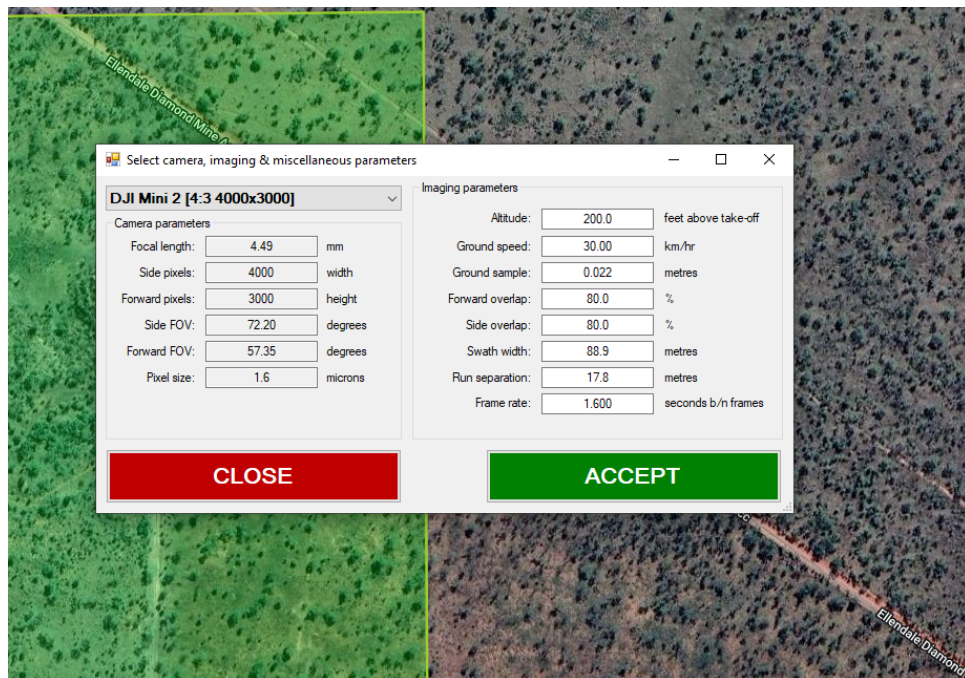 Ellendale Diamond Mine A
Select camera, imaging & miscellaneous parameters
DJI Mini 2 [4:3 4000x3000]
Camera parameters
Focal length: 4.49 mm
Side pixels: 4000 width
Forward pixels: 3000 height
Side FOV: 72.20 degrees
Forward FOV: 57.35 degrees
Pixel size: 1.6 microns
Imaging parameters
Altitude: 200.0 feet above take-off
Ground speed: 30.00 km/hr
Ground sample: 0.022 metres
Forward overlap: 80.0 %
Side overlap: 80.0 %
Swath width: 88.9 metres
Run separation: 17.8 metres
Frame rate: 1.600 seconds b/n frames
CLOSE
ACCEPT
cc
Ellendale Diamond